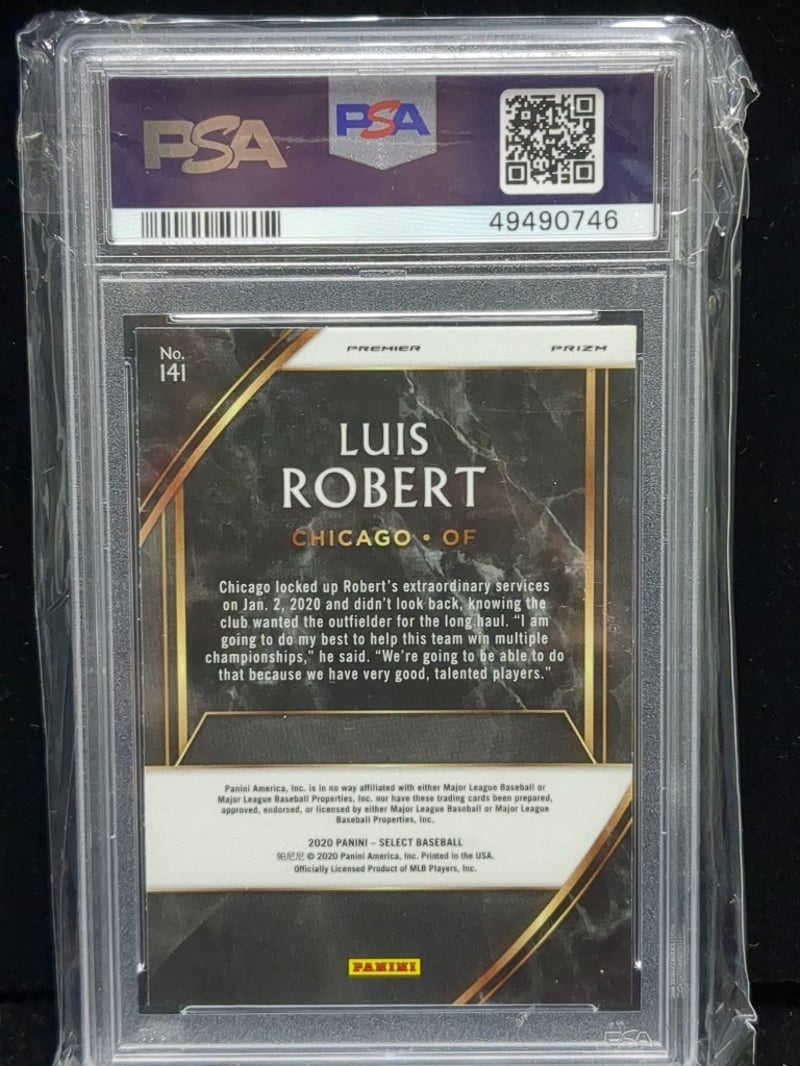 PSA
PSA
49490746
No.
141
PREMIER
PRIZM
LUIS
ROBERT
CHICAGO • OF
Chicago locked up Robert's extraordinary services
on Jan. 2, 2020 and didn't look back, knowing the
club wanted the outfielder for the long haul. "I am
going to do my best to help this team win multiple
championships," he said. "We're going to be able to do
that because we have very good, talented players."
Panini America, Inc. is in no way affiliated with either Major League Baseball or
Major League Baseball Properties, Inc. nor have these trading cards been prepared,
approved, endorsed, or licensed by either Major League Baseball or Major League
Baseball Properties, Inc.
2020 PANINI – SELECT BASEBALL
帕尼尼 © 2020 Panini America, Inc. Printed in the USA.
Officially Licensed Product of MLB Players, Inc.
PANINI
PSA